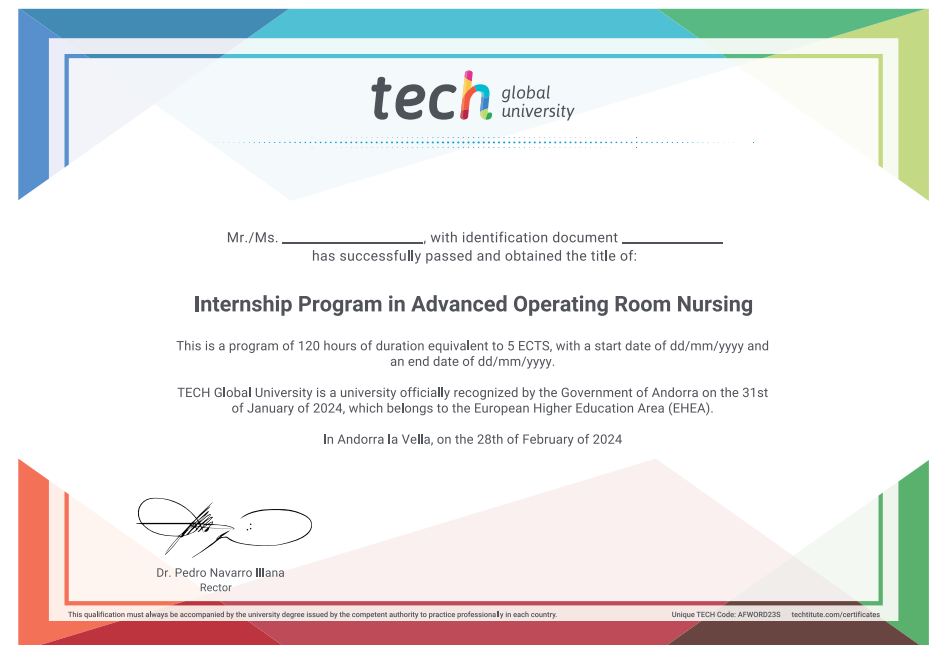 tech global
university
Mr./Ms. ____________, with identification document ____________
has successfully passed and obtained the title of:
Internship Program in Advanced Operating Room Nursing
This is a program of 120 hours of duration equivalent to 5 ECTS, with a start date of dd/mm/yyyy and
an end date of dd/mm/yyyy.
TECH Global University is a university officially recognized by the Government of Andorra on the 31st
of January of 2024, which belongs to the European Higher Education Area (EHEA).
In Andorra la Vella, on the 28th of February of 2024
Dr. Pedro Navarro Illana
Rector
This qualification must always be accompanied by the university degree issued by the competent authority to practice professionally in each country. Unique TECH Code: AFWORD23S techtitute.com/certificates